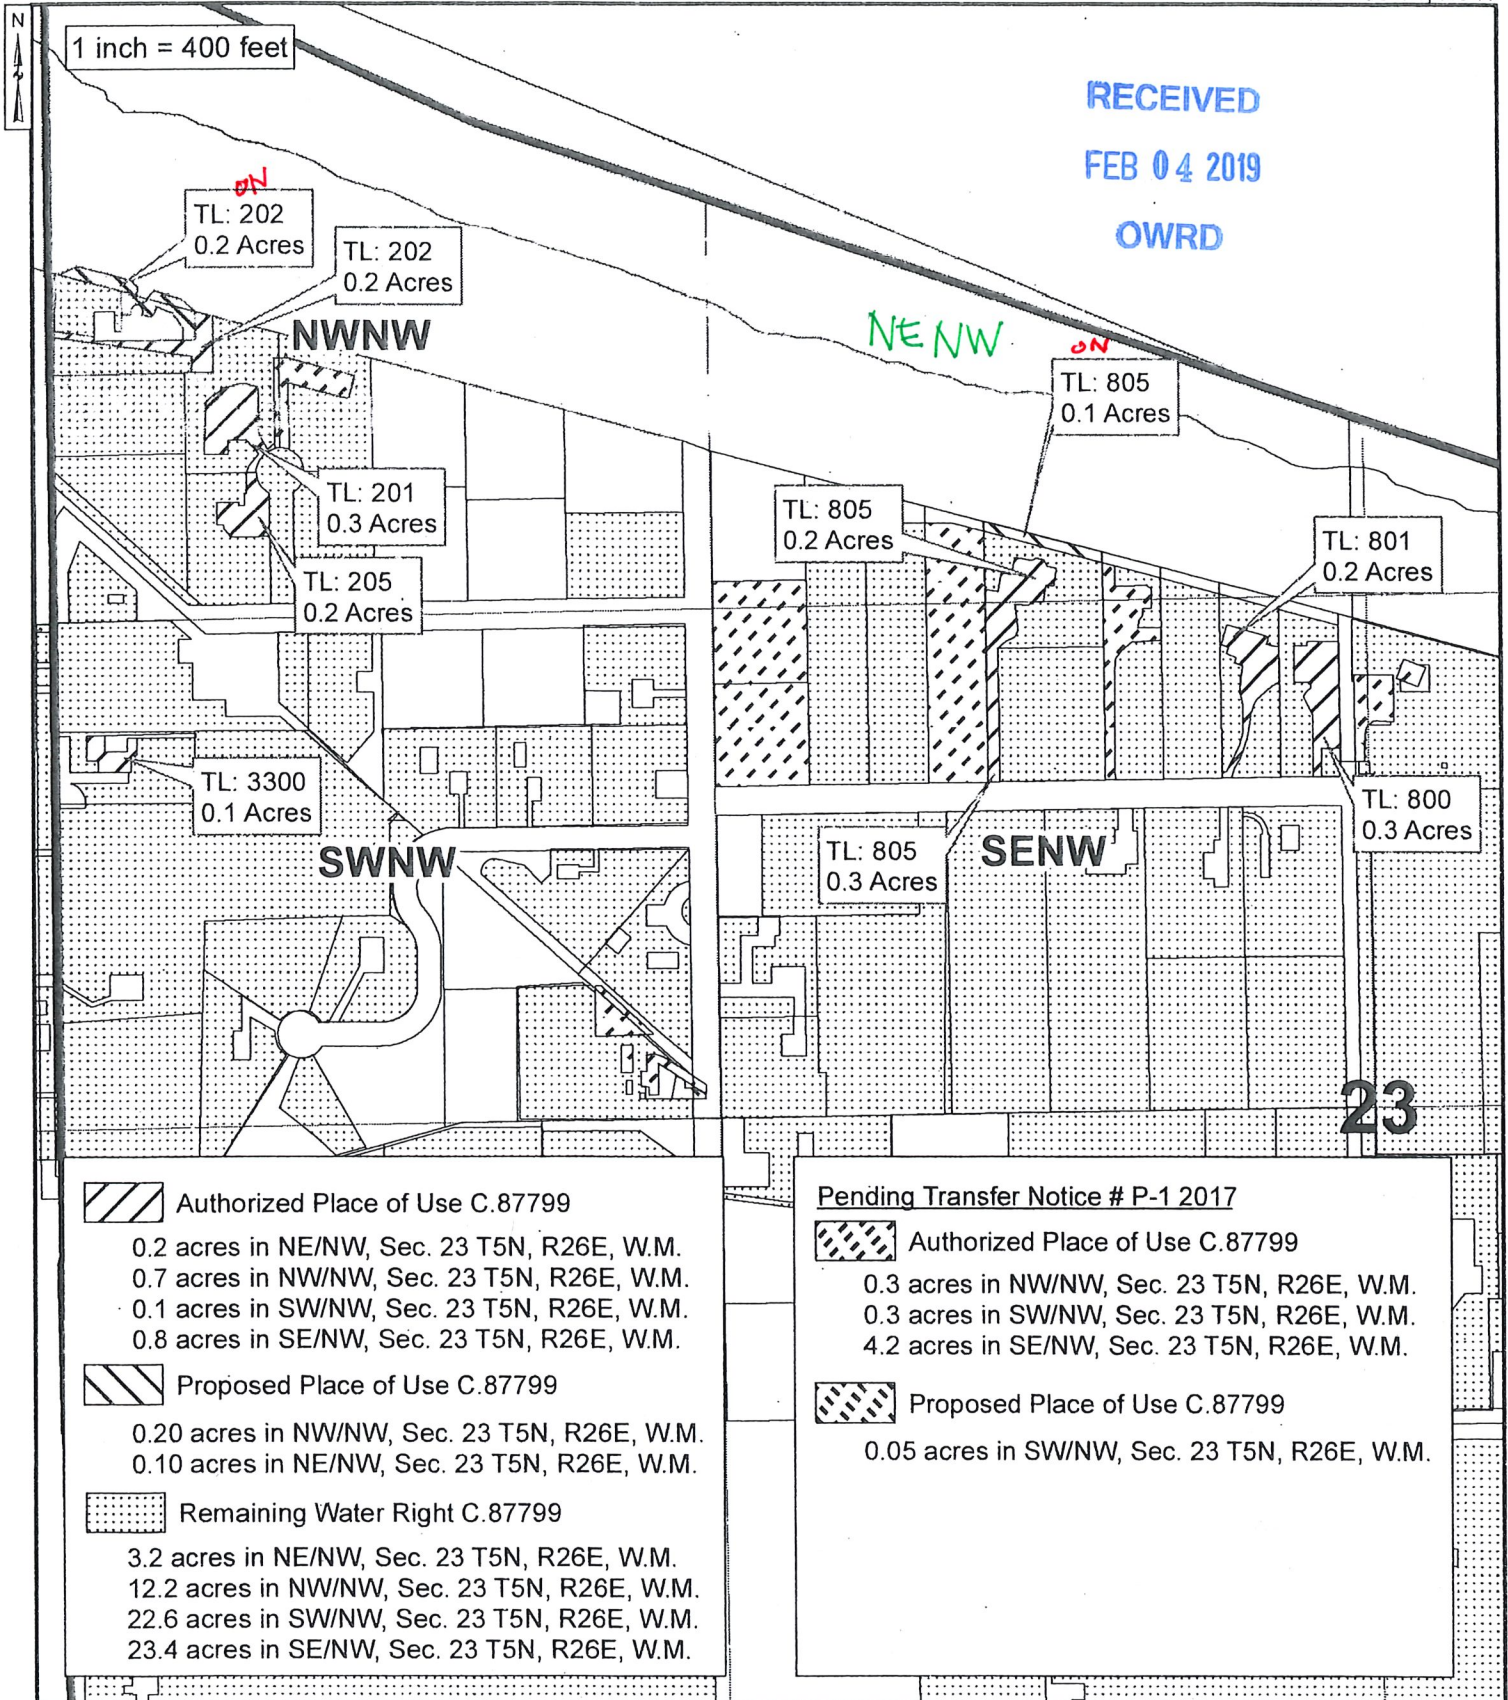 N
1 inch = 400 feet
RECEIVED
FEB 04 2019
OWRD
ON
TL: 202
0.2 Acres
TL: 202
0.2 Acres
NWNW
NENW
ON
TL: 805
0.1 Acres
TL: 201
0.3 Acres
TL: 805
0.2 Acres
TL: 801
0.2 Acres
TL: 205
0.2 Acres
TL: 3300
0.1 Acres
TL: 800
0.3 Acres
SWNW
TL: 805
0.3 Acres
SENW
23
Authorized Place of Use C.87799
0.2 acres in NE/NW, Sec. 23 T5N, R26E, W.M.
0.7 acres in NW/NW, Sec. 23 T5N, R26E, W.M.
0.1 acres in SW/NW, Sec. 23 T5N, R26E, W.M.
0.8 acres in SE/NW, Sec. 23 T5N, R26E, W.M.
Proposed Place of Use C.87799
0.20 acres in NW/NW, Sec. 23 T5N, R26E, W.M.
0.10 acres in NE/NW, Sec. 23 T5N, R26E, W.M.
Remaining Water Right C.87799
3.2 acres in NE/NW, Sec. 23 T5N, R26E, W.M.
12.2 acres in NW/NW, Sec. 23 T5N, R26E, W.M.
22.6 acres in SW/NW, Sec. 23 T5N, R26E, W.M.
23.4 acres in SE/NW, Sec. 23 T5N, R26E, W.M.
Pending Transfer Notice # P-1 2017
Authorized Place of Use C.87799
0.3 acres in NW/NW, Sec. 23 T5N, R26E, W.M.
0.3 acres in SW/NW, Sec. 23 T5N, R26E, W.M.
4.2 acres in SE/NW, Sec. 23 T5N, R26E, W.M.
Proposed Place of Use C.87799
0.05 acres in SW/NW, Sec. 23 T5N, R26E, W.M.